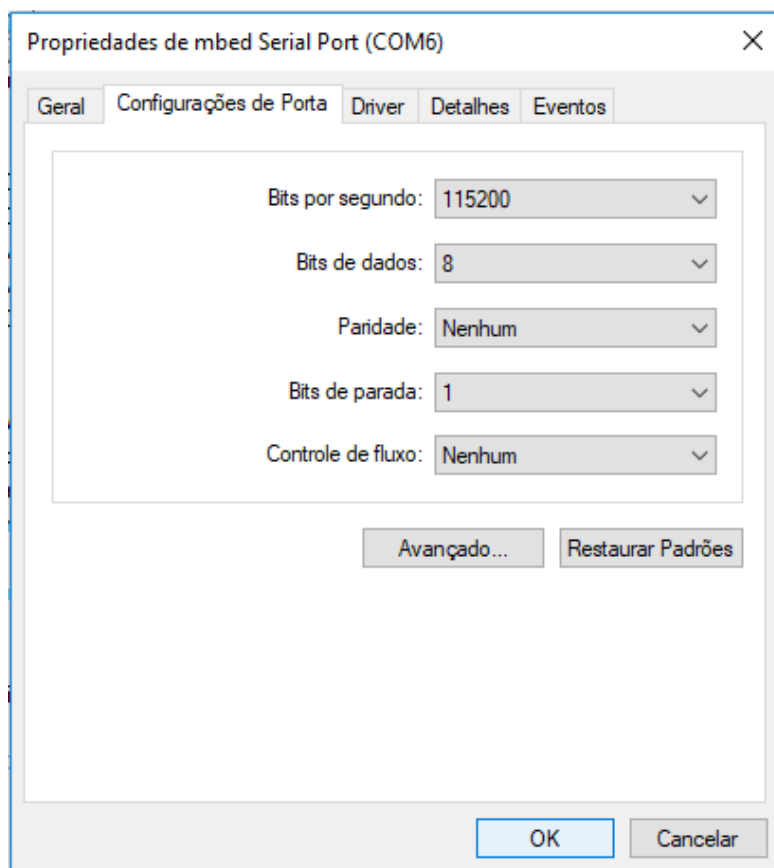 Propriedades de mbed Serial Port (COM6)
Geral Configurações de Porta Driver Detalhes Eventos
Bits por segundo: 115200
Bits de dados: 8
Paridade: Nenhum
Bits de parada: 1
Controle de fluxo: Nenhum
Avançado... Restaurar Padrões
OK Cancelar